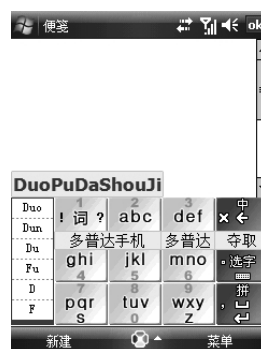 便笺 ok
DuoPuDaShouJi
Duo
Dun
Du
Fu
D
F
1 2 3 中
! 词 ? abc def × ←
多普达手机 多普达 夺取
ghi jkl mno 选字
4 5 6
7 8 9 拼
pqrs tuv wxyz ,
0
新建 菜单